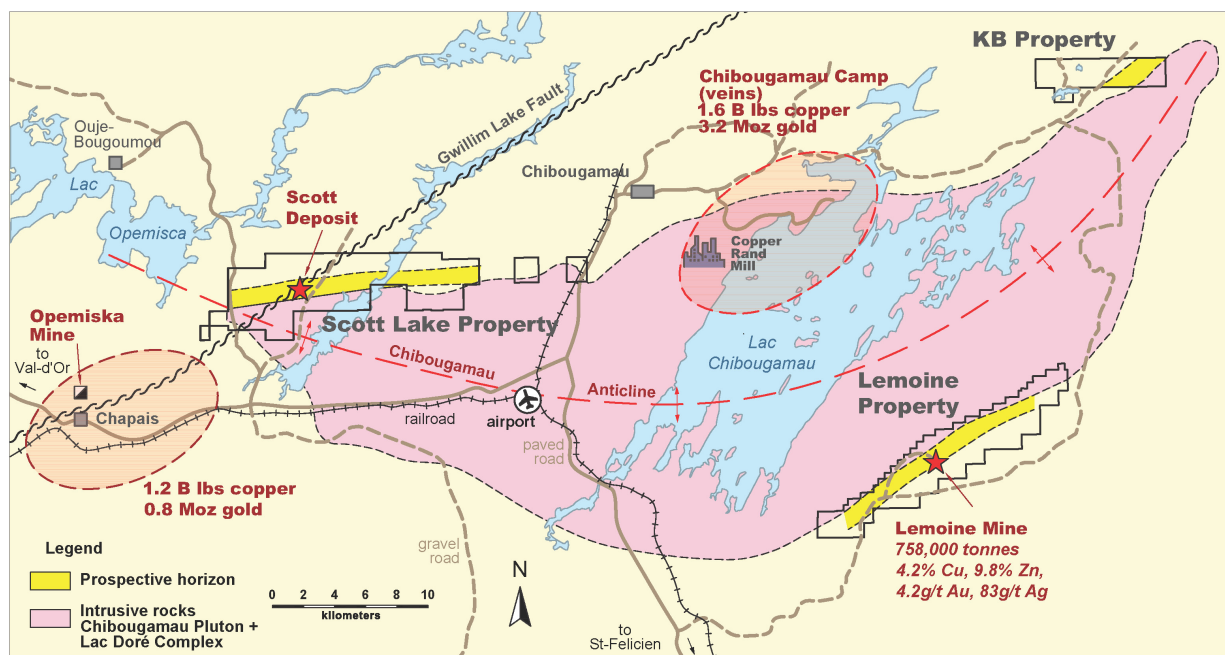 KB Property
Chibougamau Camp
(veins)
1.6 B lbs copper
3.2 Moz gold
Ouje-
Bougoumou
Gwillim Lake Fault
Chibougamau
Lac
Opemisca
Scott
Deposit
Copper
Rand
Mill
Opemiska
Mine
Scott Lake Property
to
Val-d'Or
Chibougamau
Anticline
Lac
Chibougamau
Lemoine
Property
Chapais
railroad
airport
paved
road
1.2 B lbs copper
0.8 Moz gold
gravel
road
Lemoine Mine
758,000 tonnes
4.2% Cu, 9.8% Zn,
4.2g/t Au, 83g/t Ag
Legend
Prospective horizon
Intrusive rocks
Chibougamau Pluton +
Lac Doré Complex
0 2 4 6 8 10
kilometers
N
to
St-Felicien